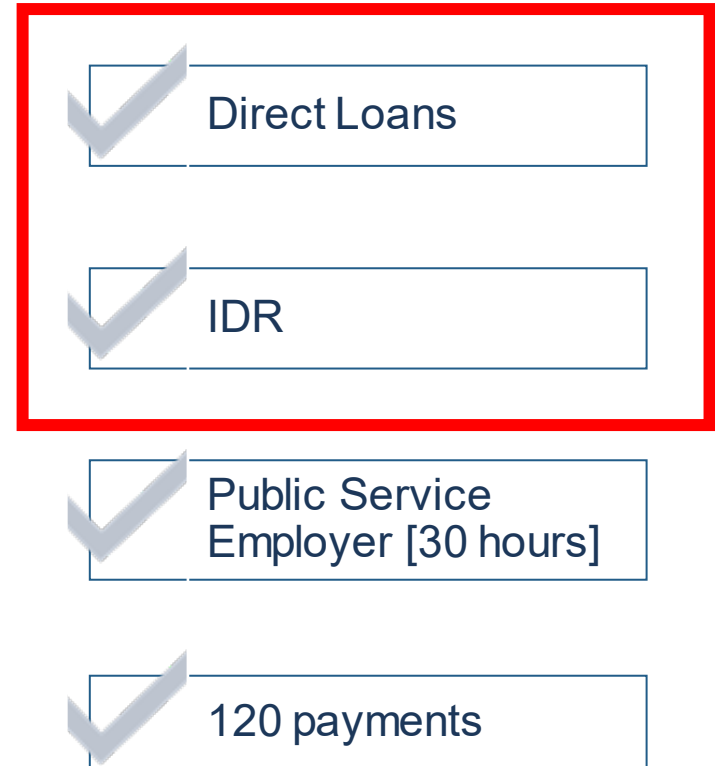 Direct Loans
IDR
Public Service
Employer [30 hours]
120 payments